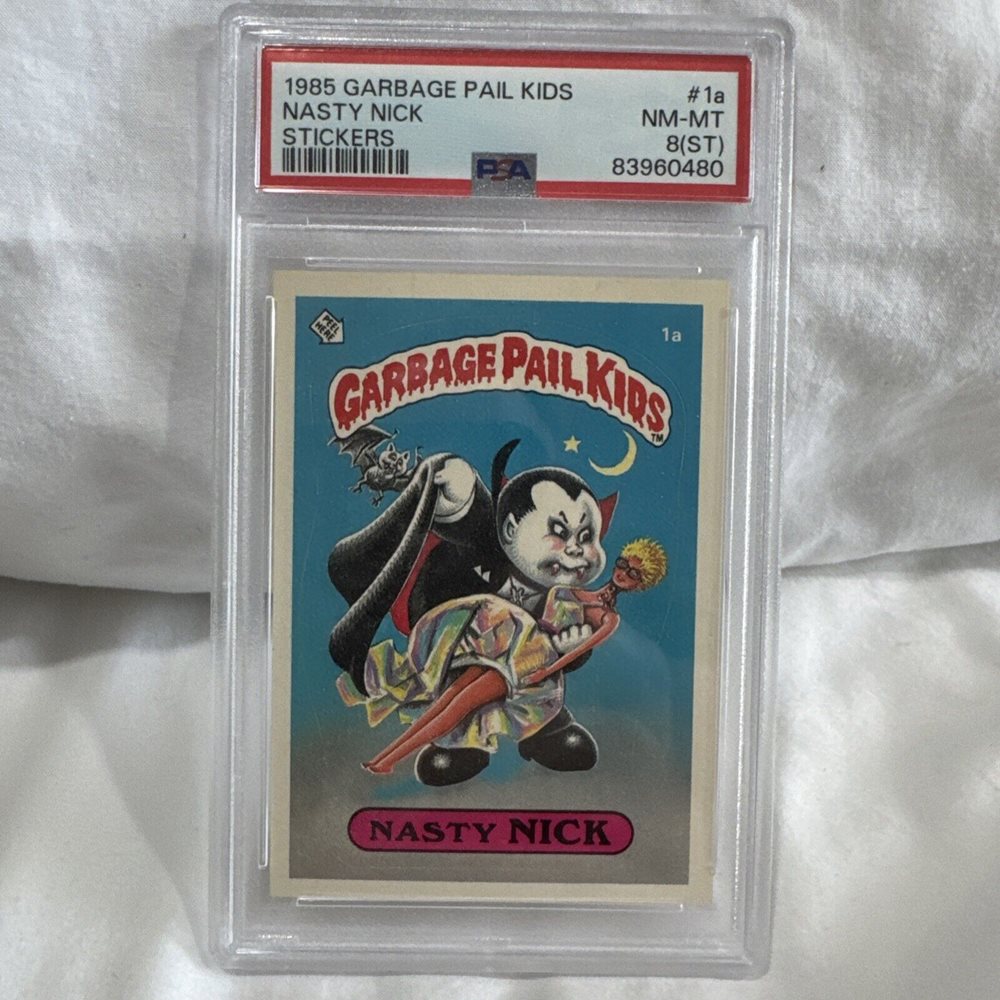 1985 GARBAGE PAIL KIDS #1a
NASTY NICK NM-MT
STICKERS 8(ST)
PSA 83960480
PEEL
HERE
1a
GARBAGE PAIL KIDS
TM
NASTY NICK